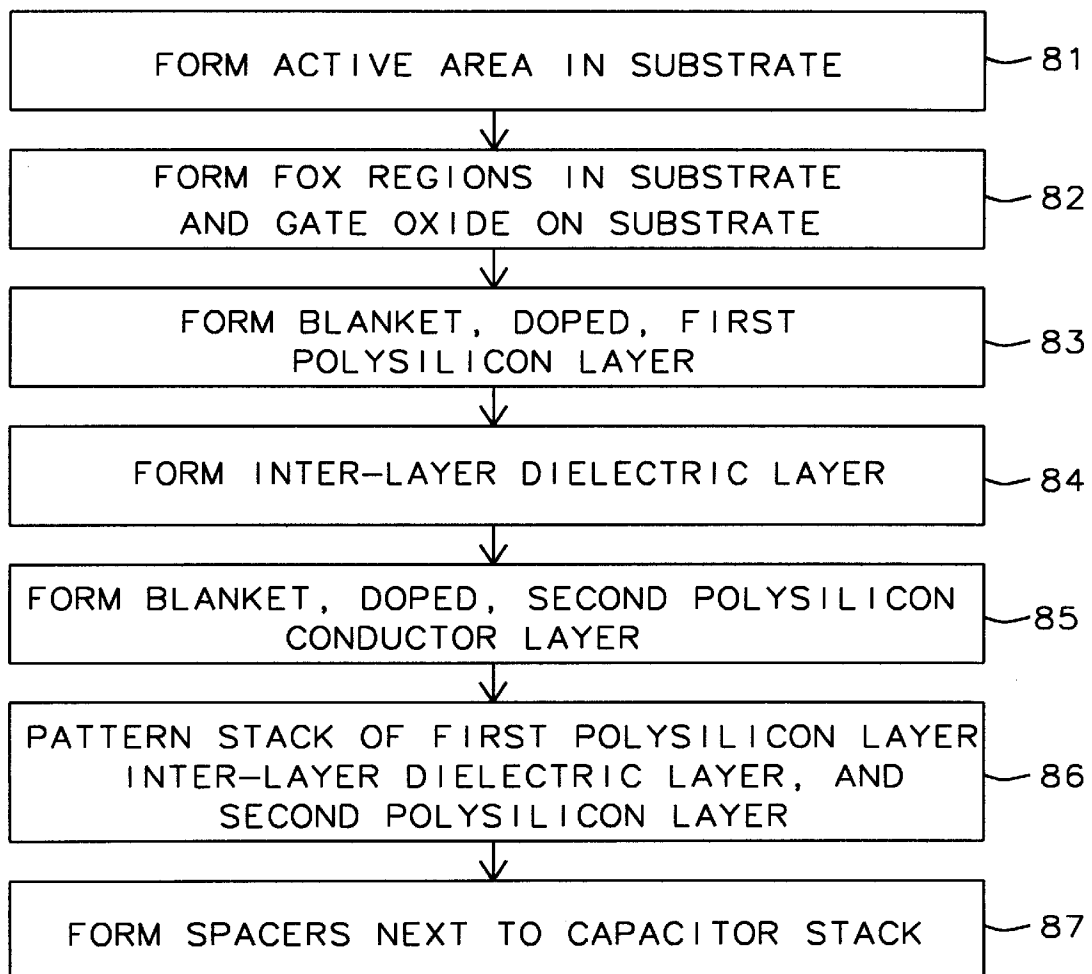 FORM ACTIVE AREA IN SUBSTRATE
81
FORM FOX REGIONS IN SUBSTRATE
AND GATE OXIDE ON SUBSTRATE
82
FORM BLANKET, DOPED, FIRST
POLYSILICON LAYER
83
FORM INTER-LAYER DIELECTRIC LAYER
84
FORM BLANKET, DOPED, SECOND POLYSILICON
CONDUCTOR LAYER
85
PATTERN STACK OF FIRST POLYSILICON LAYER
INTER-LAYER DIELECTRIC LAYER, AND
SECOND POLYSILICON LAYER
86
FORM SPACERS NEXT TO CAPACITOR STACK
87